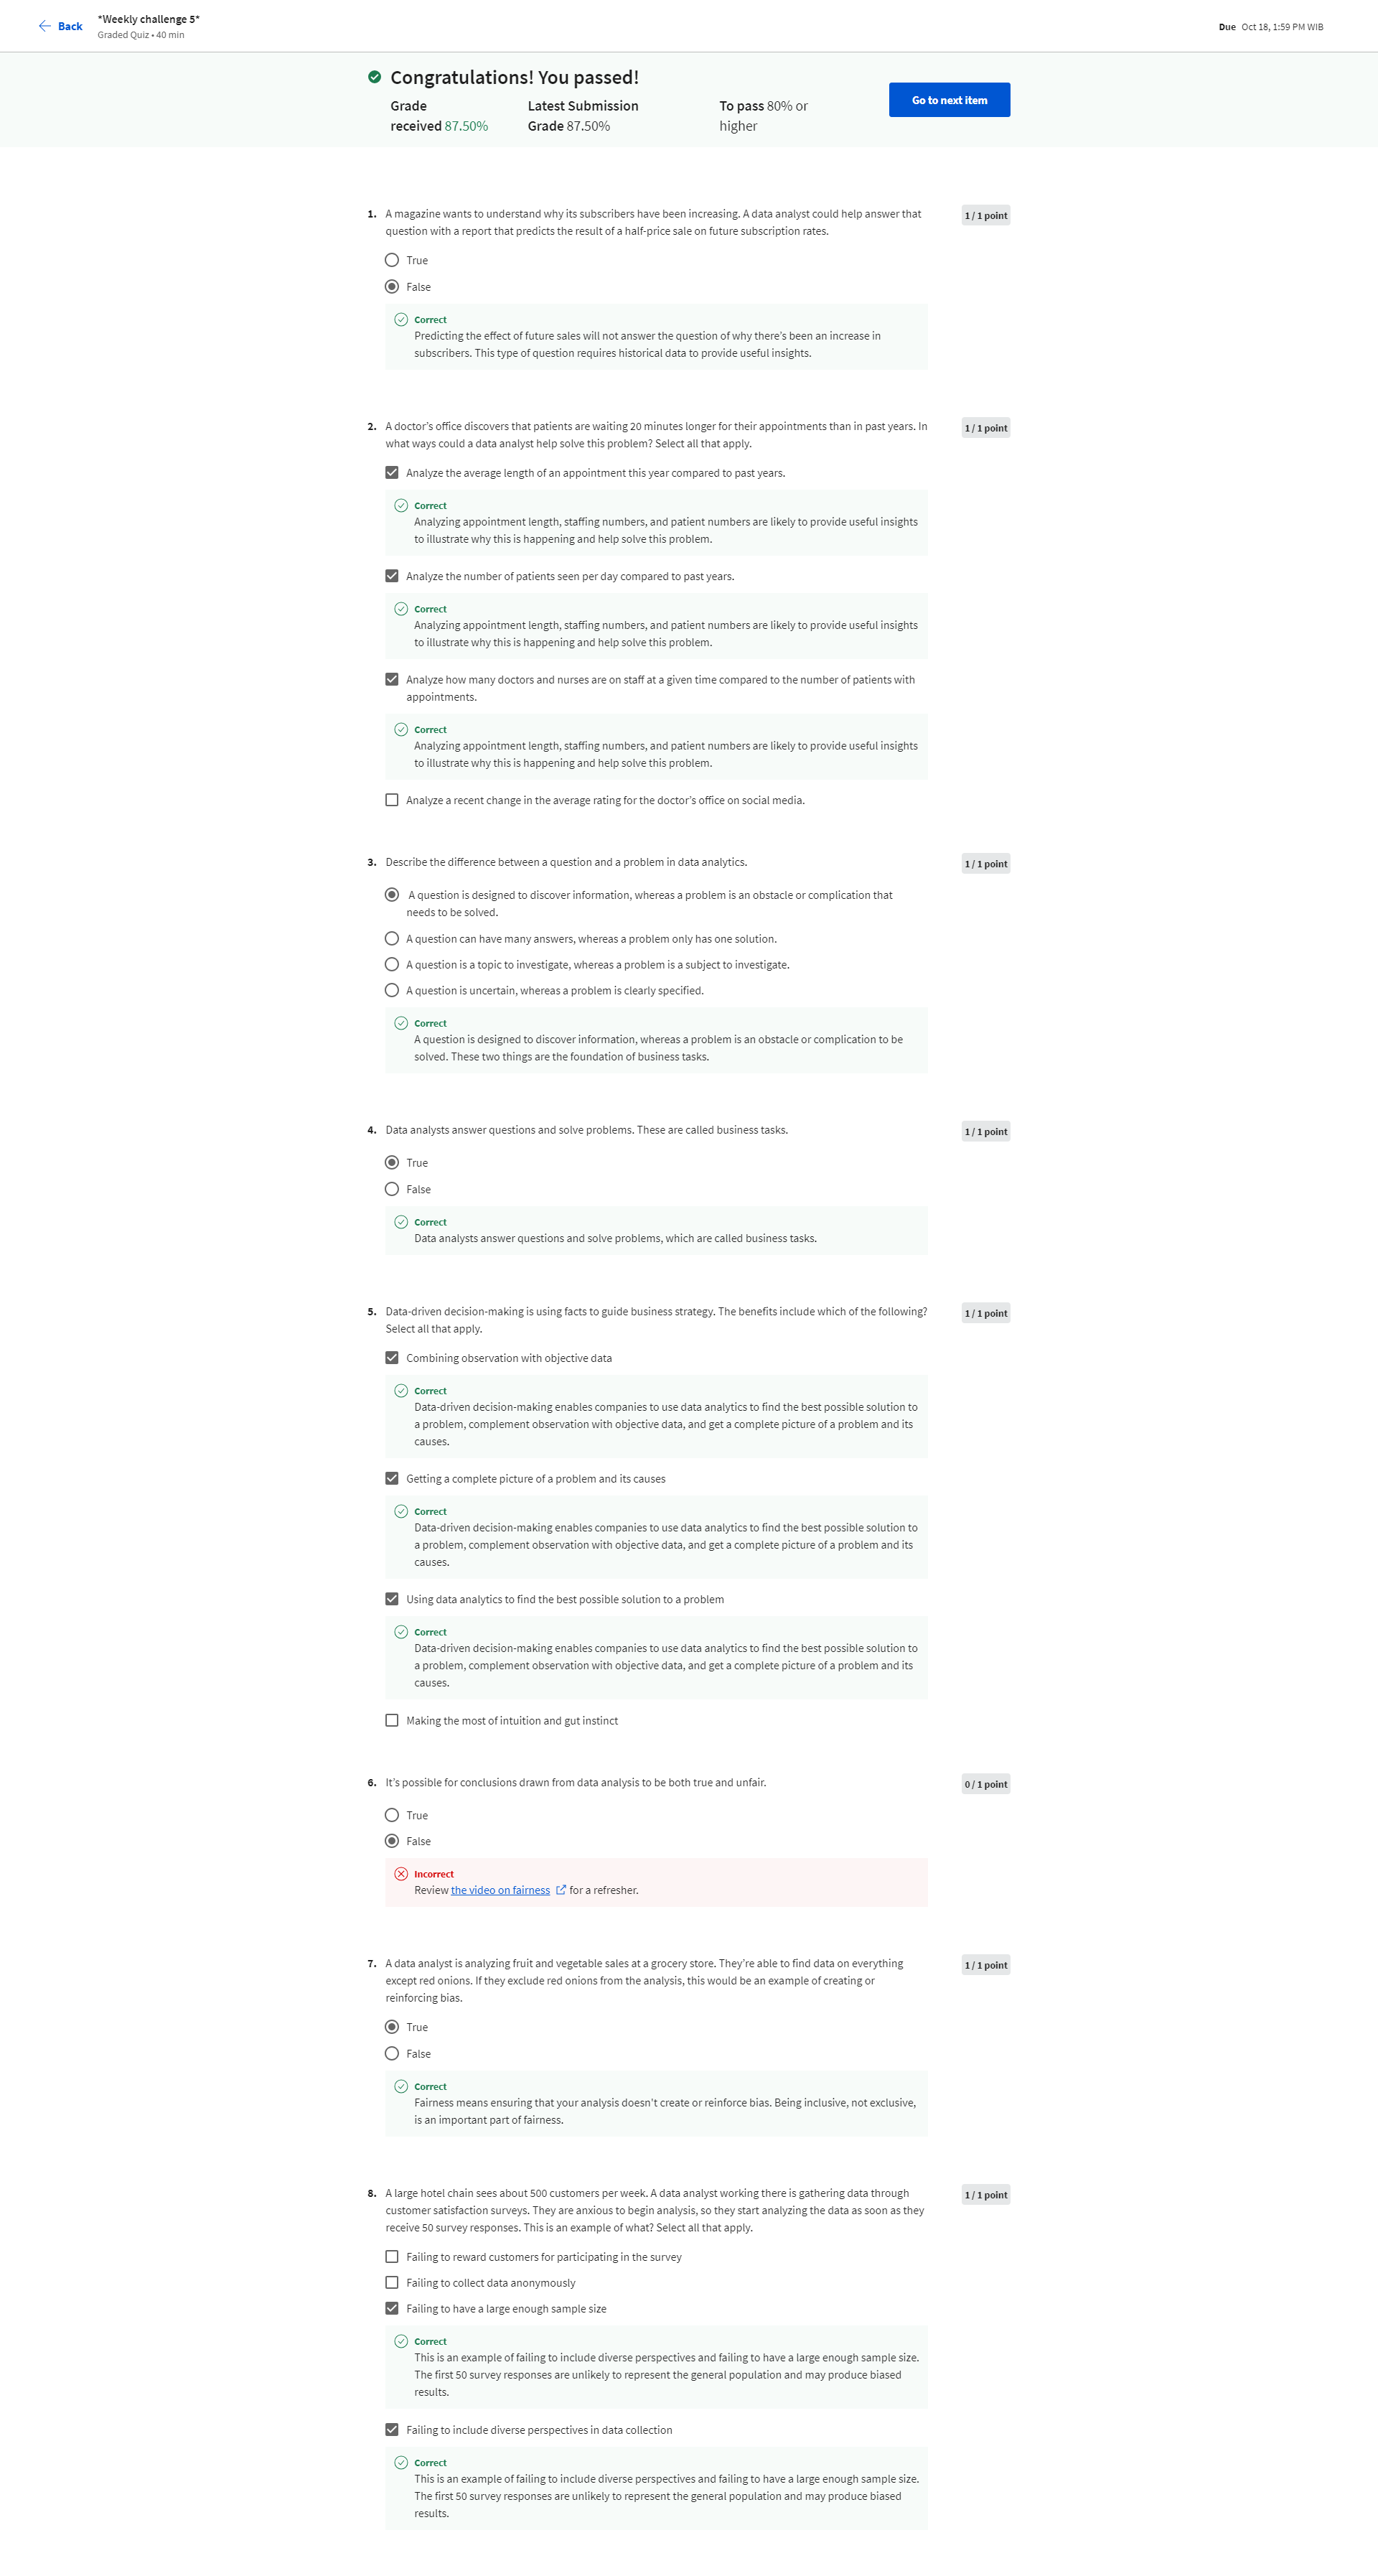 Back
*Weekly challenge 5*
Graded Quiz • 40 min
Due Oct 18, 1:59 PM WIB
Congratulations! You passed!
Grade
received 87.50%
Latest Submission
Grade 87.50%
To pass 80% or
higher
Go to next item
1. A magazine wants to understand why its subscribers have been increasing. A data analyst could help answer that
question with a report that predicts the result of a half-price sale on future subscription rates.
1 / 1 point
True
False
Correct
Predicting the effect of future sales will not answer the question of why there’s been an increase in
subscribers. This type of question requires historical data to provide useful insights.
2. A doctor’s office discovers that patients are waiting 20 minutes longer for their appointments than in past years. In
what ways could a data analyst help solve this problem? Select all that apply.
1 / 1 point
Analyze the average length of an appointment this year compared to past years.
Correct
Analyzing appointment length, staffing numbers, and patient numbers are likely to provide useful insights
to illustrate why this is happening and help solve this problem.
Analyze the number of patients seen per day compared to past years.
Correct
Analyzing appointment length, staffing numbers, and patient numbers are likely to provide useful insights
to illustrate why this is happening and help solve this problem.
Analyze how many doctors and nurses are on staff at a given time compared to the number of patients with
appointments.
Correct
Analyzing appointment length, staffing numbers, and patient numbers are likely to provide useful insights
to illustrate why this is happening and help solve this problem.
Analyze a recent change in the average rating for the doctor’s office on social media.
3. Describe the difference between a question and a problem in data analytics.
1 / 1 point
A question is designed to discover information, whereas a problem is an obstacle or complication that
needs to be solved.
A question can have many answers, whereas a problem only has one solution.
A question is a topic to investigate, whereas a problem is a subject to investigate.
A question is uncertain, whereas a problem is clearly specified.
Correct
A question is designed to discover information, whereas a problem is an obstacle or complication to be
solved. These two things are the foundation of business tasks.
4. Data analysts answer questions and solve problems. These are called business tasks.
1 / 1 point
True
False
Correct
Data analysts answer questions and solve problems, which are called business tasks.
5. Data-driven decision-making is using facts to guide business strategy. The benefits include which of the following?
Select all that apply.
1 / 1 point
Combining observation with objective data
Correct
Data-driven decision-making enables companies to use data analytics to find the best possible solution to
a problem, complement observation with objective data, and get a complete picture of a problem and its
causes.
Getting a complete picture of a problem and its causes
Correct
Data-driven decision-making enables companies to use data analytics to find the best possible solution to
a problem, complement observation with objective data, and get a complete picture of a problem and its
causes.
Using data analytics to find the best possible solution to a problem
Correct
Data-driven decision-making enables companies to use data analytics to find the best possible solution to
a problem, complement observation with objective data, and get a complete picture of a problem and its
causes.
Making the most of intuition and gut instinct
6. It’s possible for conclusions drawn from data analysis to be both true and unfair.
0 / 1 point
True
False
Incorrect
Review the video on fairness for a refresher.
7. A data analyst is analyzing fruit and vegetable sales at a grocery store. They’re able to find data on everything
except red onions. If they exclude red onions from the analysis, this would be an example of creating or
reinforcing bias.
1 / 1 point
True
False
Correct
Fairness means ensuring that your analysis doesn’t create or reinforce bias. Being inclusive, not exclusive,
is an important part of fairness.
8. A large hotel chain sees about 500 customers per week. A data analyst working there is gathering data through
customer satisfaction surveys. They are anxious to begin analysis, so they start analyzing the data as soon as they
receive 50 survey responses. This is an example of what? Select all that apply.
1 / 1 point
Failing to reward customers for participating in the survey
Failing to collect data anonymously
Failing to have a large enough sample size
Correct
This is an example of failing to include diverse perspectives and failing to have a large enough sample size.
The first 50 survey responses are unlikely to represent the general population and may produce biased
results.
Failing to include diverse perspectives in data collection
Correct
This is an example of failing to include diverse perspectives and failing to have a large enough sample size.
The first 50 survey responses are unlikely to represent the general population and may produce biased
results.